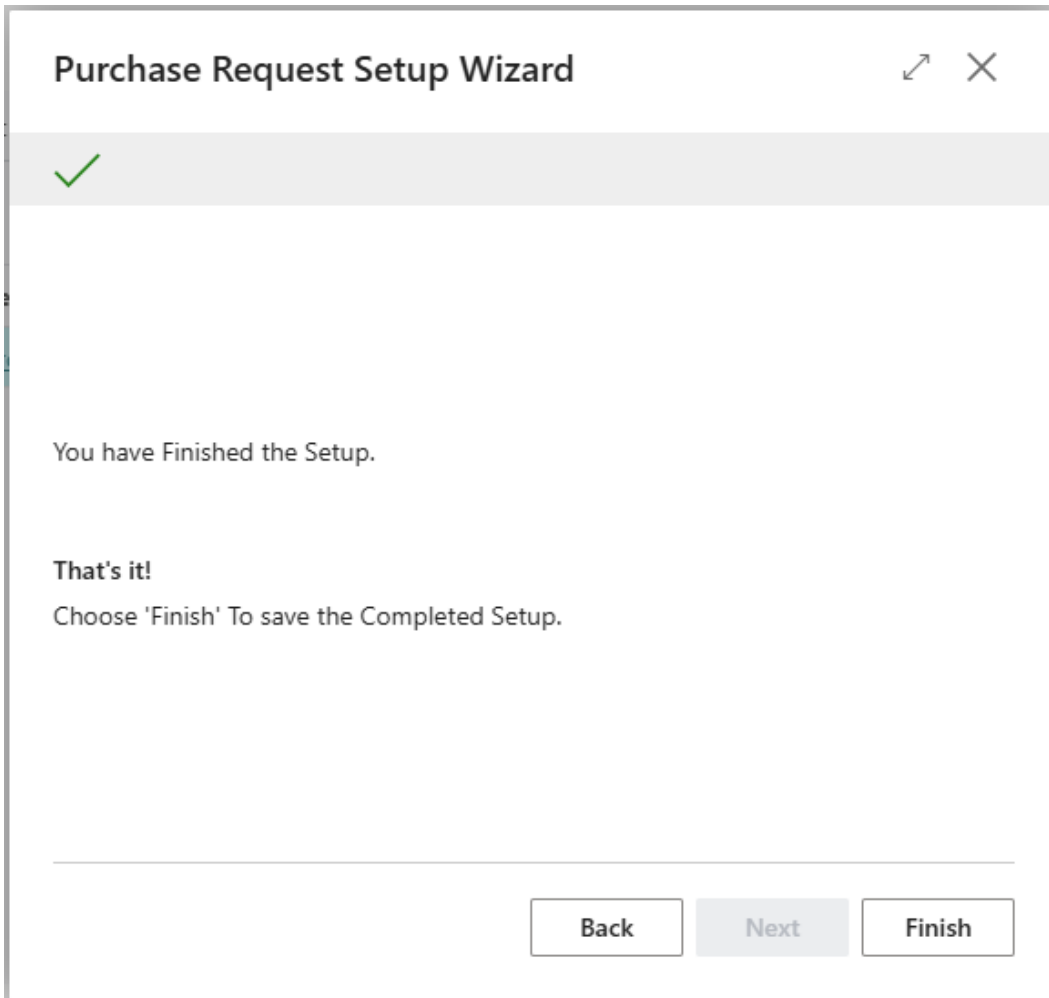 Purchase Request Setup Wizard
You have Finished the Setup.
That's it!
Choose 'Finish' To save the Completed Setup.
Back
Next
Finish